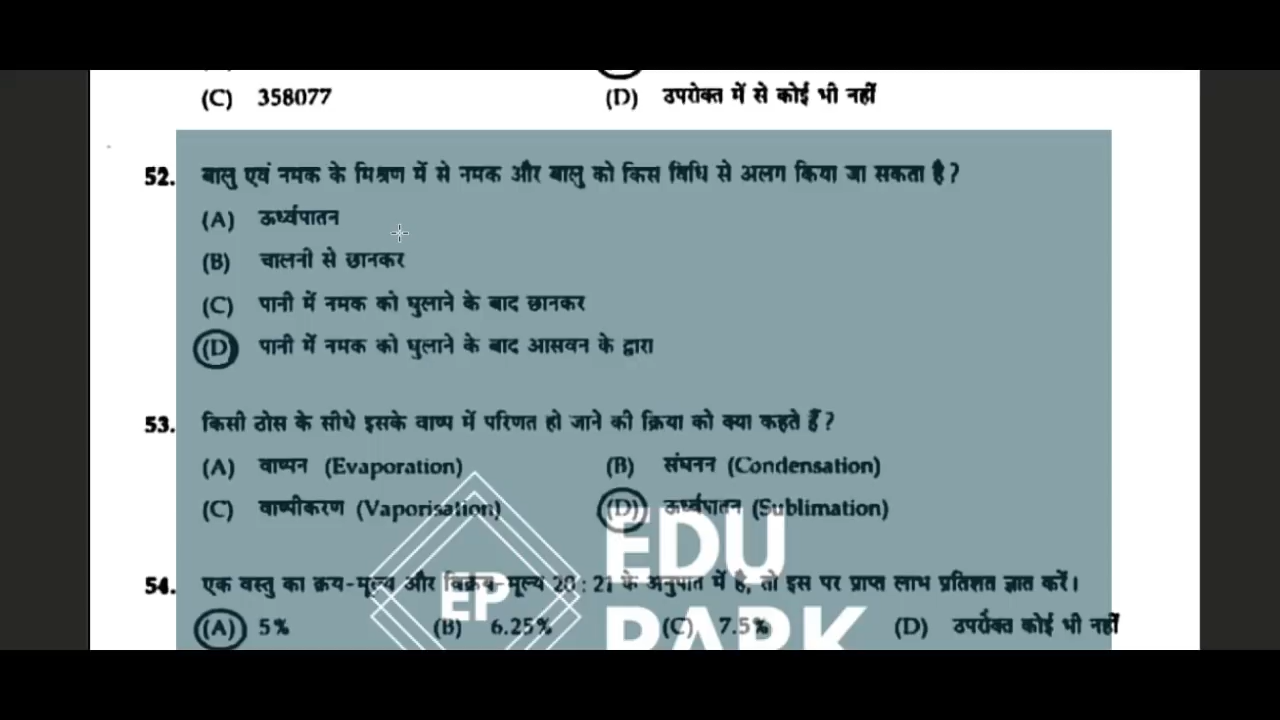 (C) 358077 (D) उपरोक्त में से कोई भी नहीं
52. बालु एवं नमक के मिश्रण में से नमक और बालु को किस विधि से अलग किया जा सकता है?
(A) ऊर्ध्वपातन
(B) चालनी से छानकर
(C) पानी में नमक को घुलाने के बाद छानकर
(D) पानी में नमक को घुलाने के बाद आसवन के द्वारा
53. किसी ठोस के सीधे इसके वाष्प में परिणत हो जाने की क्रिया को क्या कहते हैं?
(A) वाष्पन (Evaporation) (B) संघनन (Condensation)
(C) वाष्पीकरण (Vaporisation) (D) ऊर्ध्वपातन (Sublimation)
EDU
54. एक वस्तु का क्रय-मूल्य और विक्रय-मूल्य 20 : 21 के अनुपात में है, तो इस पर प्राप्त लाभ प्रतिशत ज्ञात करें।
EP
PARK
(A) 5% (B) 6.25% (C) 7.5% (D) उपरोक्त कोई भी नहीं